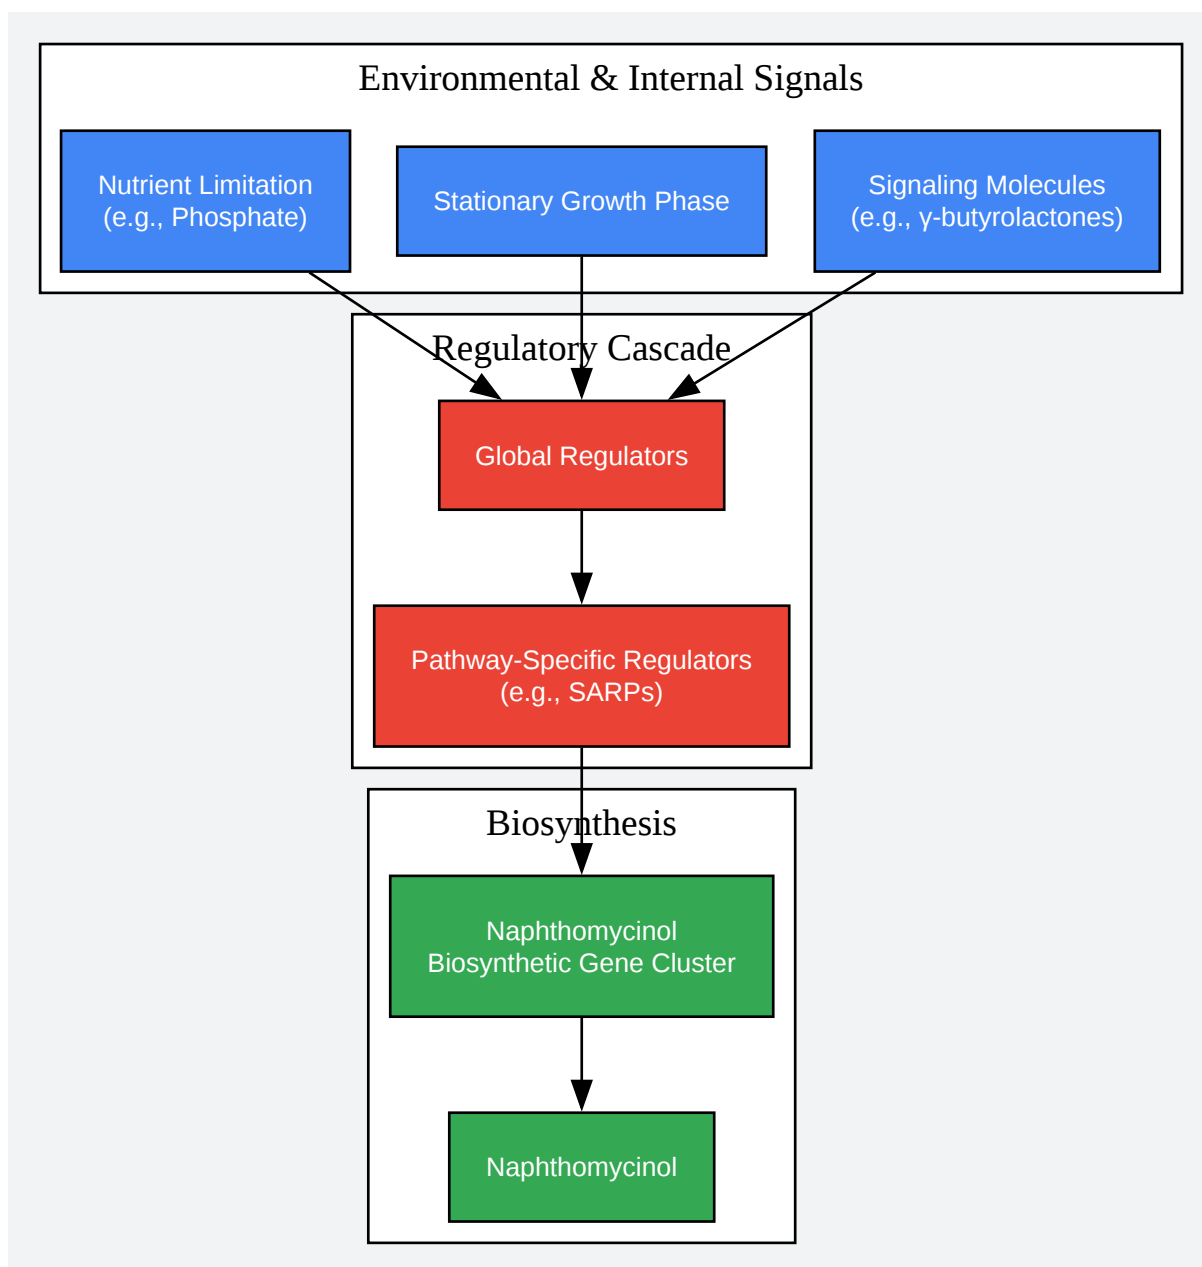 Environmental & Internal Signals
Nutrient Limitation
(e.g., Phosphate)
Stationary Growth Phase
Signaling Molecules
(e.g., γ-butyrolactones)
Regulatory Cascade
Global Regulators
Pathway-Specific Regulators
(e.g., SARPs)
Biosynthesis
Naphthomycinol
Biosynthetic Gene Cluster
Naphthomycinol